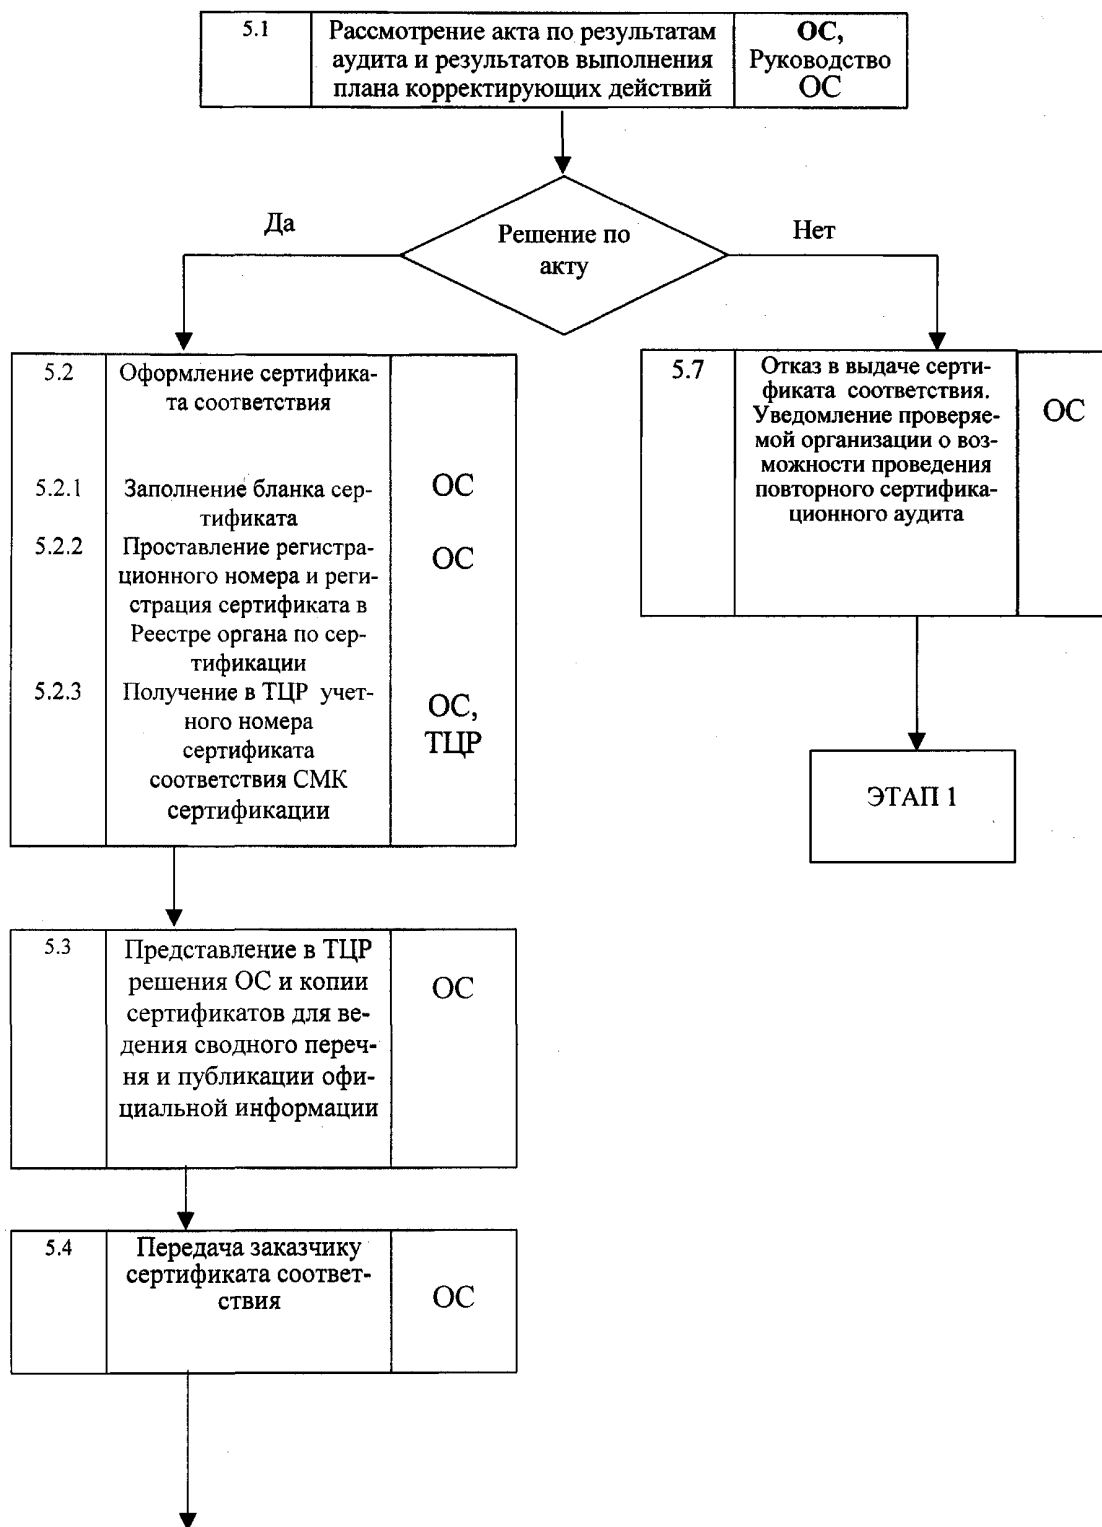 5.1
Рассмотрение акта по результатам
аудита и результатов выполнения
плана корректирующих действий
ОС,
Руководство
ОС
Да
Решение по
акту
Нет
5.2
Оформление сертифика-
та соответствия
5.2.1
Заполнение бланка сер-
тификата
ОС
5.2.2
Проставление регистра-
ционного номера и реги-
страция сертификата в
Реестре органа по сер-
тификации
ОС
5.2.3
Получение в ТЦР учет-
ного номера
сертификата
соответствия СМК
сертификации
ОС,
ТЦР
5.7
Отказ в выдаче серти-
фиката соответствия.
Уведомление проверяе-
мой организации о воз-
можности проведения
повторного сертифика-
ционного аудита
ОС
ЭТАП 1
5.3
Представление в ТЦР
решения ОС и копии
сертификатов для ве-
дения сводного переч-
ня и публикации офи-
циальной информации
ОС
5.4
Передача заказчику
сертификата соответ-
ствия
ОС